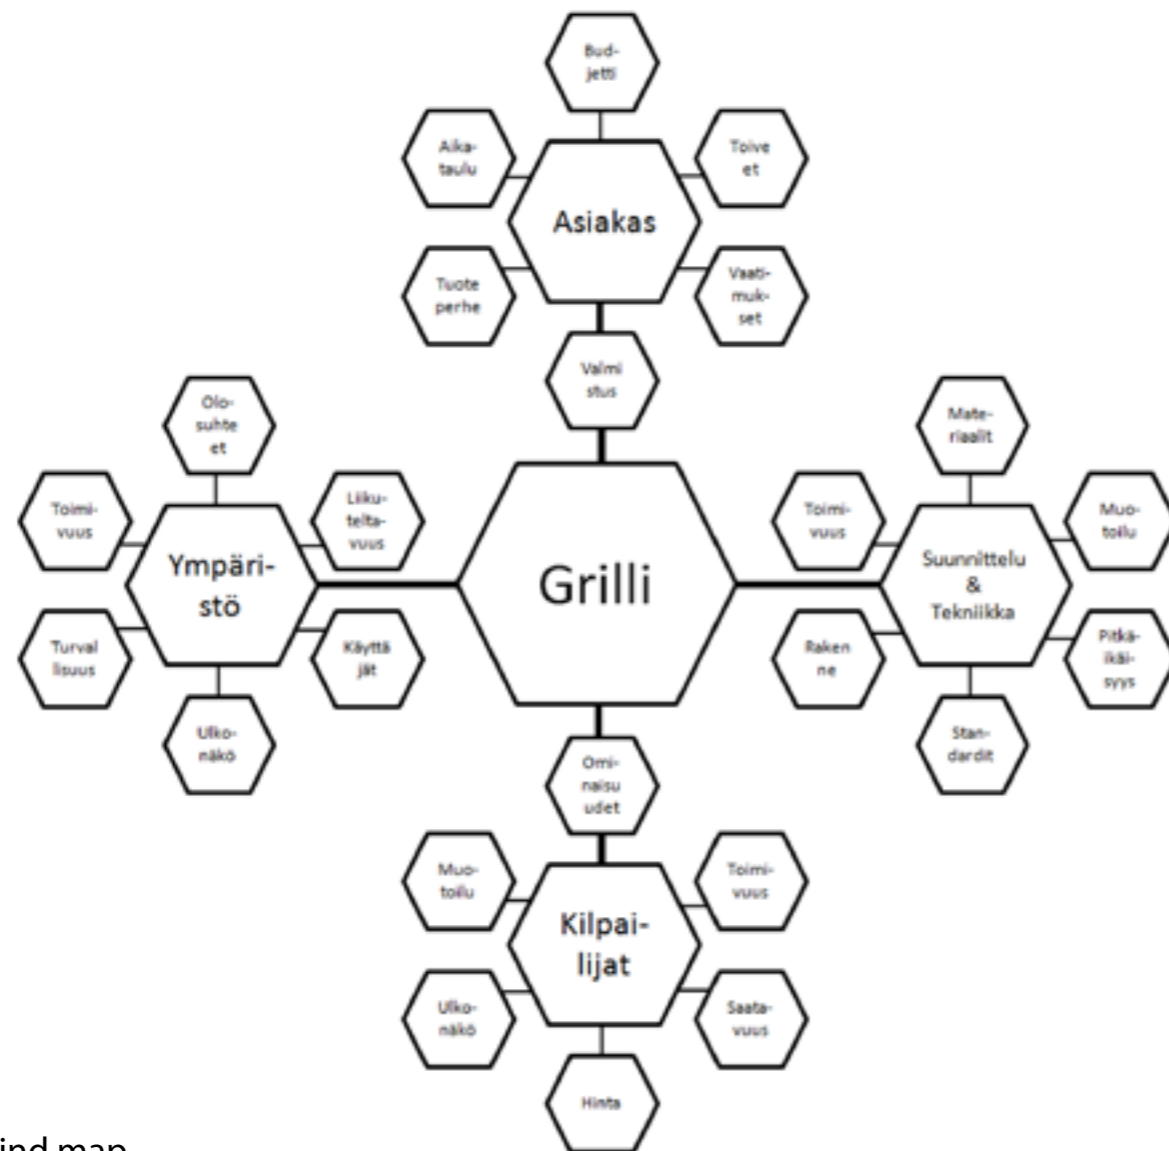 Bud-
jetti
Aika-
taulu
Toive
et
Asiakas
Tuote
perhe
Vaati-
muk-
set
Valmi
stus
Olo-
suhte
et
Toimi-
vuus
Liiku-
telta-
vuus
Ympäri-
stö
Turval
lisuus
Käyttä
jät
Ulko-
näkö
Grilli
Mate-
riaalit
Toimi-
vuus
Muo-
toilu
Suunnittelu
&
Tekniikka
Raken
ne
Pitkä-
ikäi-
syys
Stan-
dardit
Omi-
naisu
udet
Muo-
toilu
Toimi-
vuus
Kilpai-
lijat
Ulko-
näkö
Saata-
vuus
Hinta
ind map